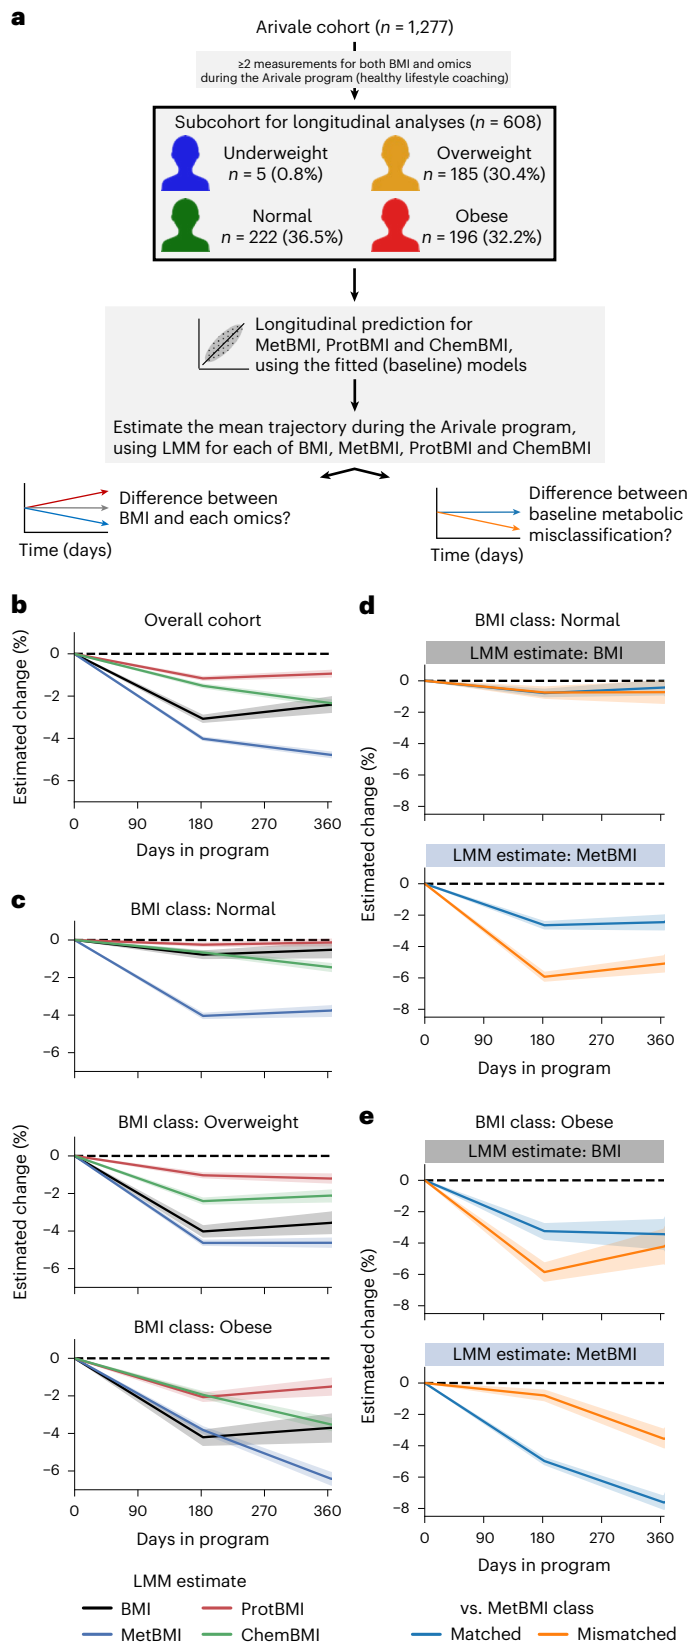 a
Arivale cohort (n = 1,277)
≥2 measurements for both BMI and omics
during the Arivale program (healthy lifestyle coaching)
Subcohort for longitudinal analyses (n = 608)
Underweight
n = 5 (0.8%)
Overweight
n = 185 (30.4%)
Normal
n = 222 (36.5%)
Obese
n = 196 (32.2%)
Longitudinal prediction for
MetBMI, ProtBMI and ChemBMI,
using the fitted (baseline) models
Estimate the mean trajectory during the Arivale program,
using LMM for each of BMI, MetBMI, ProtBMI and ChemBMI
Difference between
BMI and each omics?
Time (days)
Difference between
baseline metabolic
misclassification?
Time (days)
b
Overall cohort
Estimated change (%)
0
−2
−4
−6
0 90 180 270 360
Days in program
c
BMI class: Normal
0
−2
−4
−6
BMI class: Overweight
Estimated change (%)
0
−2
−4
−6
BMI class: Obese
0
−2
−4
−6
0 90 180 270 360
Days in program
LMM estimate
BMI
ProtBMI
MetBMI
ChemBMI
d
BMI class: Normal
LMM estimate: BMI
Estimated change (%)
0
−2
−4
−6
−8
LMM estimate: MetBMI
0
−2
−4
−6
−8
0 90 180 270 360
Days in program
e
BMI class: Obese
LMM estimate: BMI
Estimated change (%)
0
−2
−4
−6
−8
LMM estimate: MetBMI
0
−2
−4
−6
−8
0 90 180 270 360
Days in program
vs. MetBMI class
Matched
Mismatched